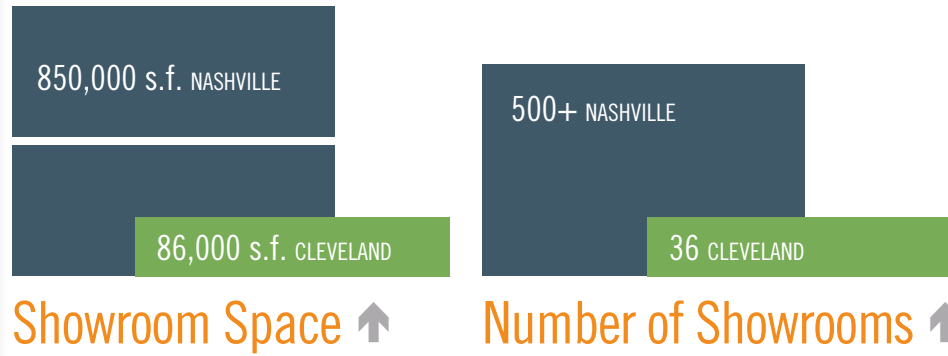 850,000 s.f. NASHVILLE
86,000 s.f. CLEVELAND
Showroom Space
500+ NASHVILLE
36 CLEVELAND
Number of Showrooms